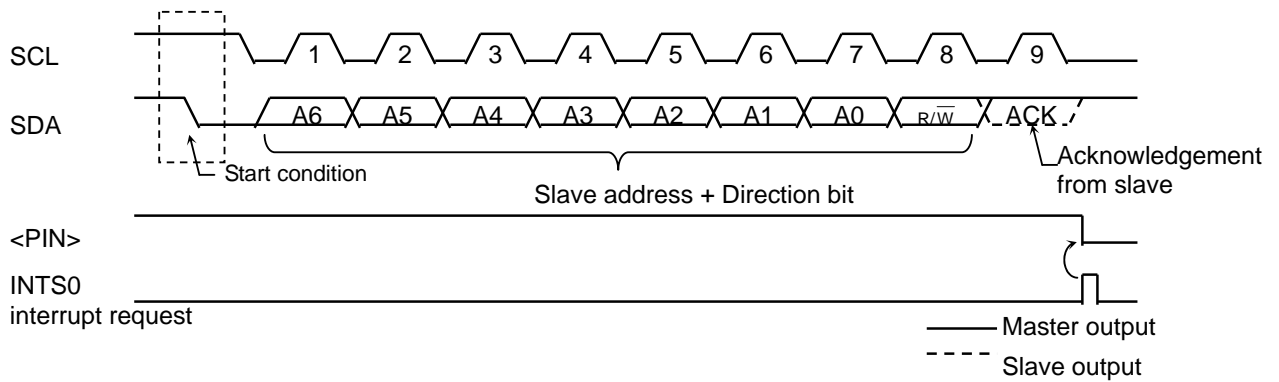 SCL
1 2 3 4 5 6 7 8 9
SDA
A6 A5 A4 A3 A2 A1 A0 R/W̅ ACK
Start condition
Acknowledgement
from slave
Slave address + Direction bit
<PIN>
INTS0
interrupt request
Master output
Slave output